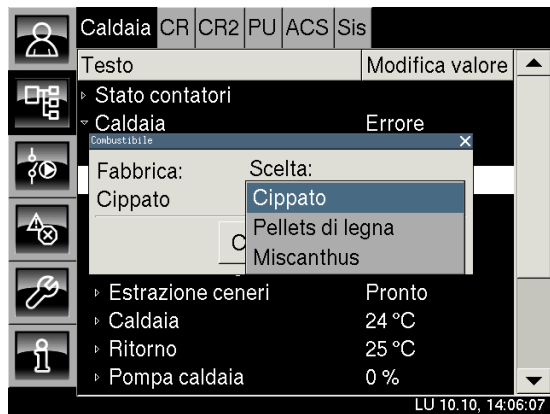 Caldaia CR CR2 PU ACS Sis
Testo Modifica valore
Stato contatori
Caldaia Errore
Combustibile
Fabbrica: Scelta:
Cippato Cippato
Pellets di legna
Miscanthus
Estrazione ceneri Pronto
Caldaia 24 °C
Ritorno 25 °C
Pompa caldaia 0 %
LU 10.10, 14:06:07